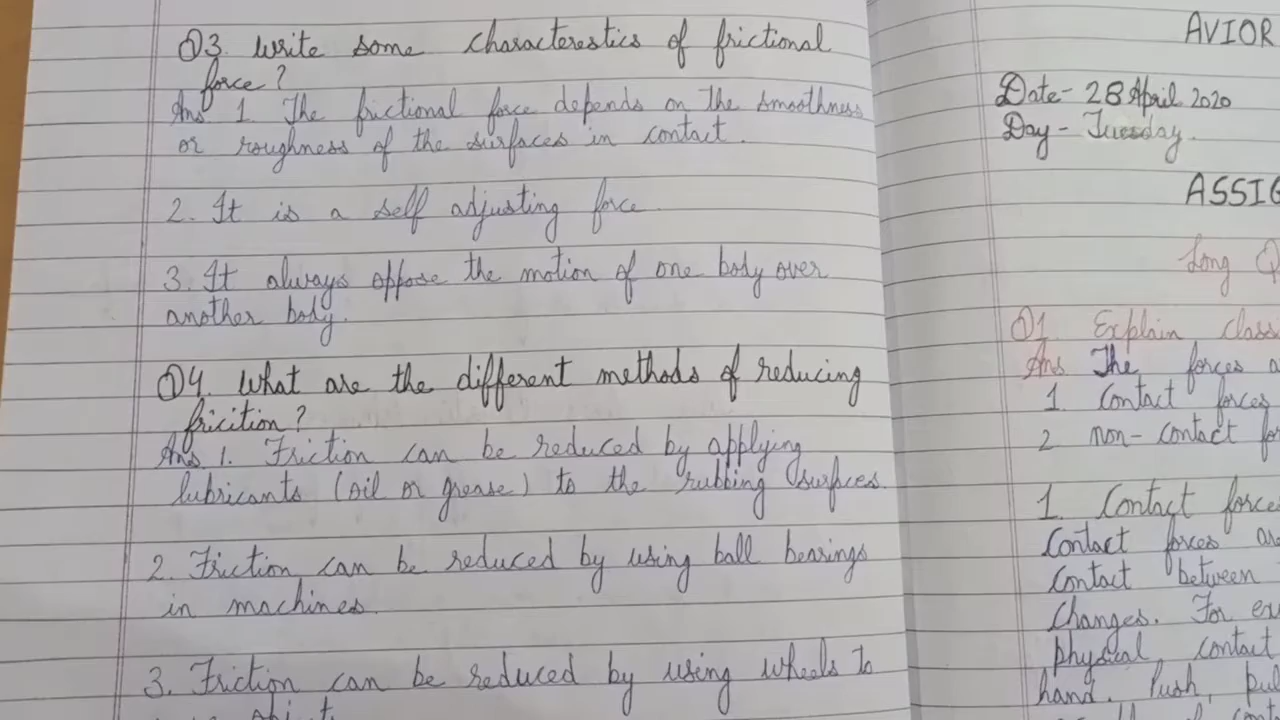 Q3. Write some characterestics of frictional
force ?
Ans 1. The frictional force depends on the smoothness
or roughness of the surfaces in contact.
2. It is a self adjusting force.
3. It always oppose the motion of one body over
another body.
Q4. What are the different methods of reducing
fricition ?
Ans 1. Friction can be reduced by applying
lubricants (oil or grease) to the rubbing surfces.
2. Friction can be reduced by using ball bearings
in machines.
3. Friction can be reduced by using wheels to
AVIOR
Date - 28 April 2020
Day - Tuesday.
ASSIG
Long Q
Q1 Explain class
Ans The forces a
1. Contact forces
2 non-contact for
1. Contact force
Contact forces are
Contact between
Changes. For ex
physical contact
hand. Push, pul